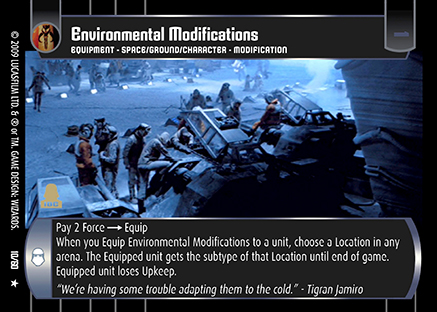 Environmental Modifications
EQUIPMENT - SPACE/GROUND/CHARACTER - MODIFICATION
Pay 2 Force → Equip
When you Equip Environmental Modifications to a unit, choose a Location in any
arena. The Equipped unit gets the subtype of that Location until end of game.
Equipped unit loses Upkeep.
"We're having some trouble adapting them to the cold." - Tigran Jamiro
© 2009 LUCASFILM LTD. & ® or TM. GAME DESIGN: WIZARDS.